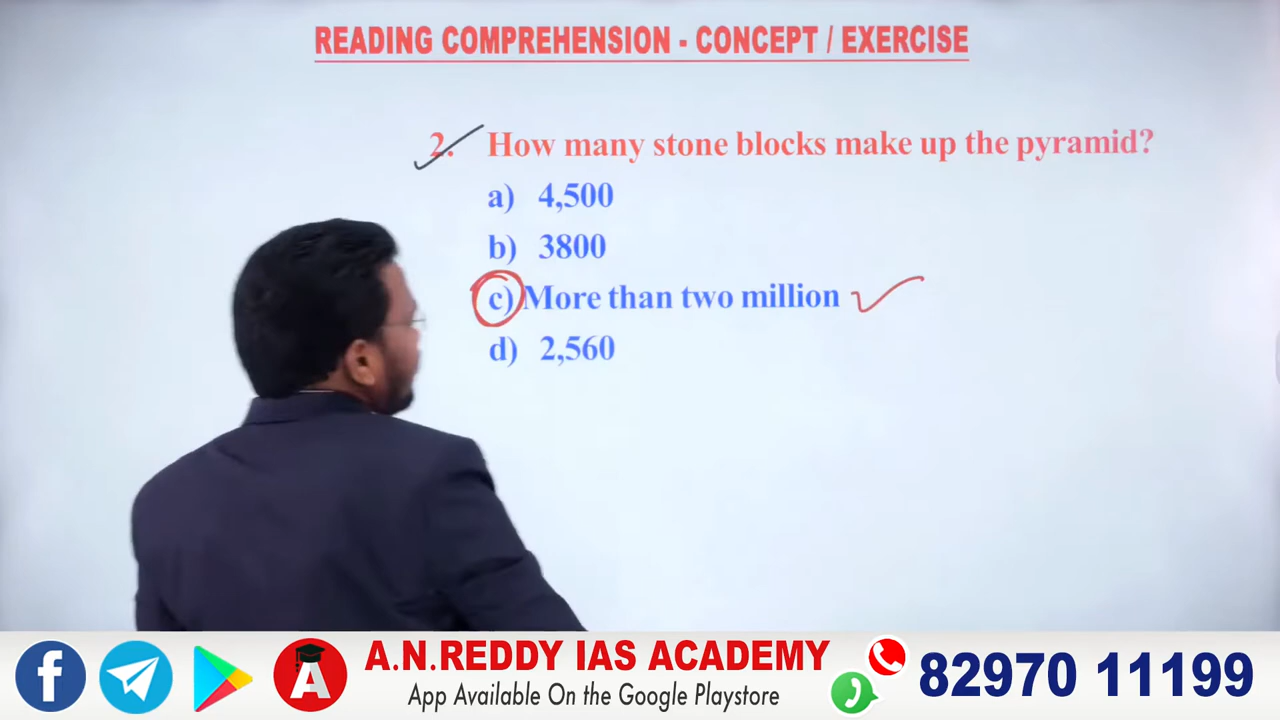 READING COMPREHENSION - CONCEPT / EXERCISE
2. How many stone blocks make up the pyramid?
a) 4,500
b) 3800
c) More than two million
d) 2,560
A.N.REDDY IAS ACADEMY
App Available On the Google Playstore
82970 11199